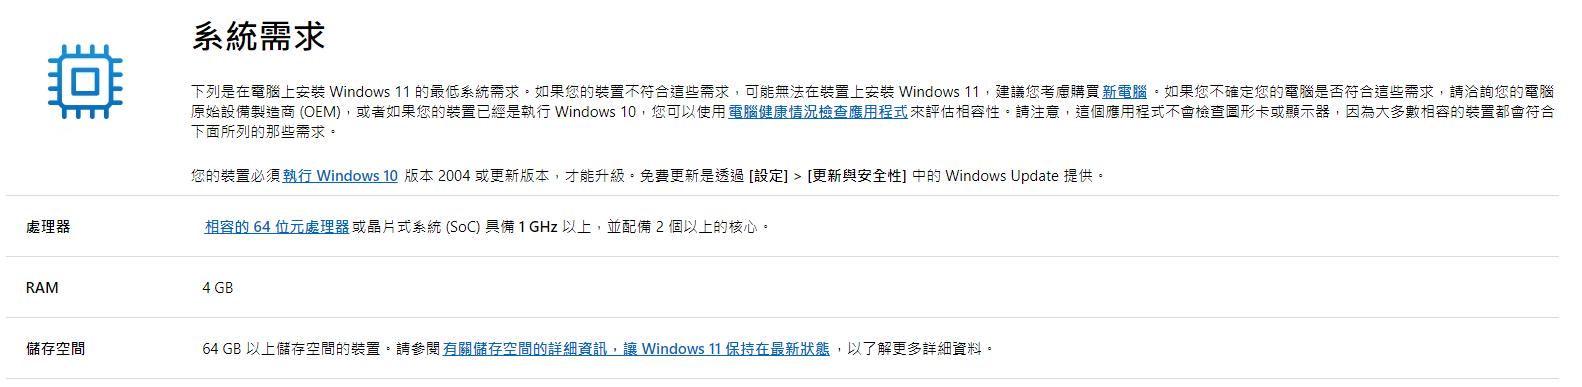 系統需求
下列是在電腦上安裝 Windows 11 的最低系統需求。如果您的裝置不符合這些需求，可能無法在裝置上安裝 Windows 11，建議您考慮購買新電腦。如果您不確定您的電腦是否符合這些需求，請洽詢您的電腦
原始設備製造商 (OEM)，或者如果您的裝置已經是執行 Windows 10，您可以使用電腦健康情況檢查應用程式來評估相容性。請注意，這個應用程式不會檢查圖形卡或顯示器，因為大多數相容的裝置都會符合
下面所列的那些需求。
您的裝置必須執行 Windows 10 版本 2004 或更新版本，才能升級。免費更新是透過 [設定] > [更新與安全性] 中的 Windows Update 提供。
處理器 相容的 64 位元處理器或晶片式系統 (SoC) 具備 1 GHz 以上，並配備 2 個以上的核心。
RAM 4 GB
儲存空間 64 GB 以上儲存空間的裝置。請參閱有關儲存空間的詳細資訊，讓 Windows 11 保持在最新狀態，以了解更多詳細資料。